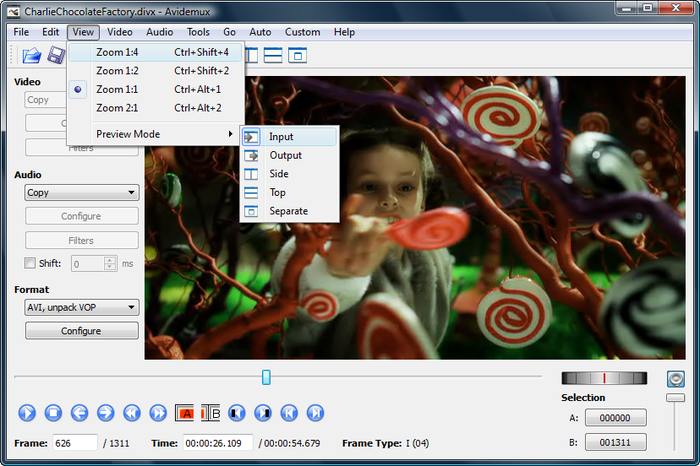 CharlieChocolateFactory.divx - Avidemux
File Edit View Video Audio Tools Go Auto Custom Help
Zoom 1:4 Ctrl+Shift+4
Zoom 1:2 Ctrl+Shift+2
Zoom 1:1 Ctrl+Alt+1
Zoom 2:1 Ctrl+Alt+2
Preview Mode
Input
Output
Side
Top
Separate
Video
Copy
C
Filters
Audio
Copy
Configure
Filters
Shift: 0 ms
Format
AVI, unpack VOP
Configure
A B
Selection
A: 000000
B: 001311
Frame: 626 / 1311 Time: 00:00:26.109 / 00:00:54.679 Frame Type: I (04)